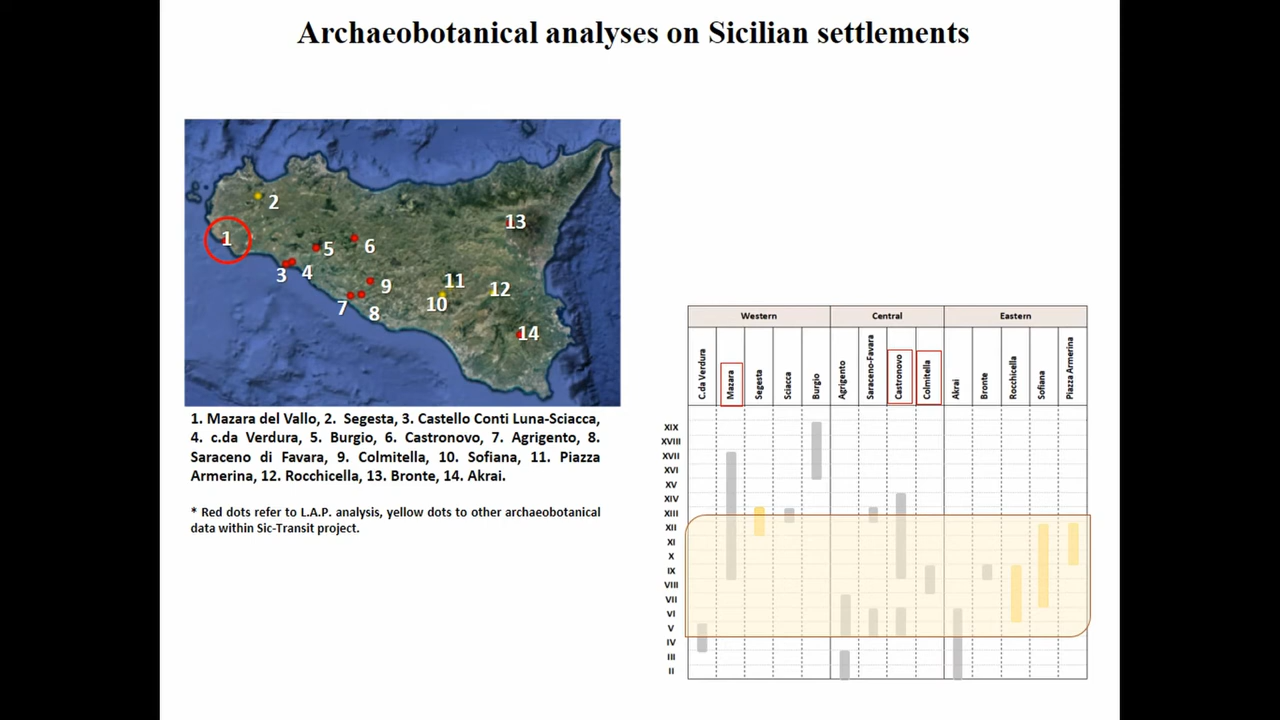 Archaeobotanical analyses on Sicilian settlements
1
2
3
4
5
6
7
8
9
10
11
12
13
14
1. Mazara del Vallo, 2. Segesta, 3. Castello Conti Luna-Sciacca,
4. c.da Verdura, 5. Burgio, 6. Castronovo, 7. Agrigento, 8.
Saraceno di Favara, 9. Colmitella, 10. Sofiana, 11. Piazza
Armerina, 12. Rocchicella, 13. Bronte, 14. Akrai.
* Red dots refer to L.A.P. analysis, yellow dots to other archaeobotanical
data within Sic-Transit project.
Western Central Eastern
C.da Verdura
Mazara
Segesta
Sciacca
Burgio
Agrigento
Saraceno-Favara
Castronovo
Colmitella
Akrai
Bronte
Rocchicella
Sofiana
Piazza Armerina
XIX
XVIII
XVII
XVI
XV
XIV
XIII
XII
XI
X
IX
VIII
VII
VI
V
IV
III
II